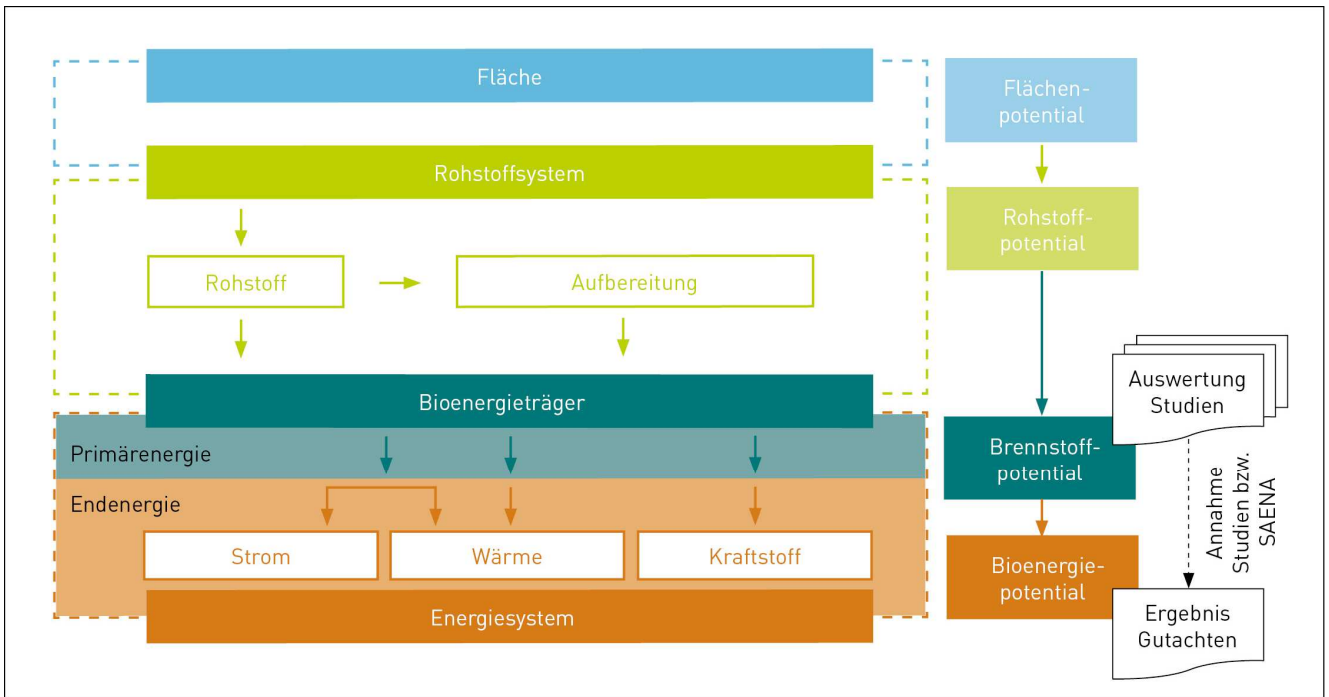 Fläche
Rohstoffsystem
Rohstoff
Aufbereitung
Bioenergieträger
Primärenergie
Endenergie
Strom
Wärme
Kraftstoff
Energiesystem
Flächen-
potential
Rohstoff-
potential
Brennstoff-
potential
Bioenergie-
potential
Auswertung
Studien
Annahme
Studien bzw.
SAENA
Ergebnis
Gutachten